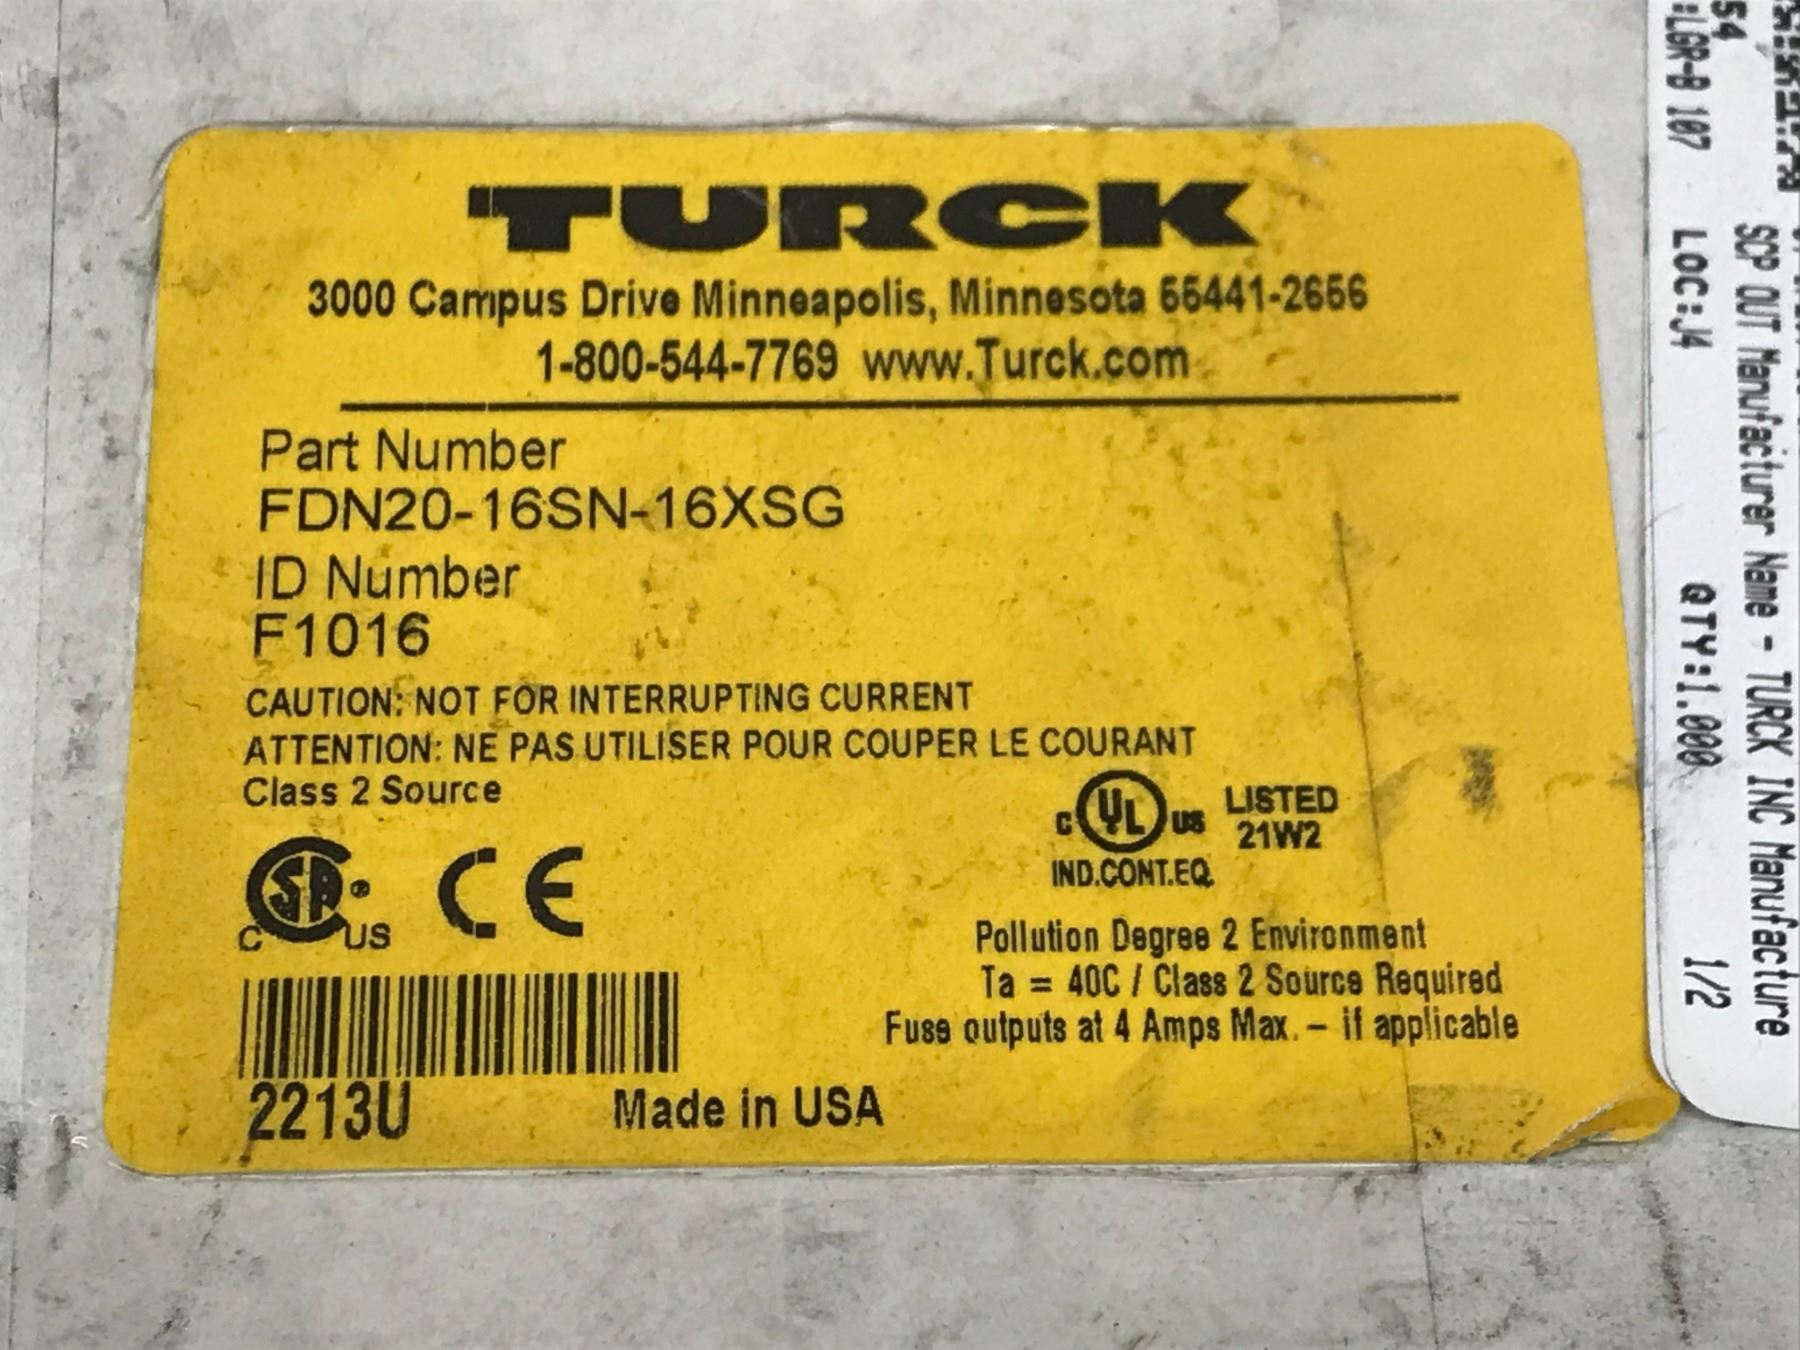 TURCK
3000 Campus Drive Minneapolis, Minnesota 55441-2656
1-800-544-7769 www.Turck.com
Part Number
FDN20-16SN-16XSG
ID Number
F1016
CAUTION: NOT FOR INTERRUPTING CURRENT
ATTENTION: NE PAS UTILISER POUR COUPER LE COURANT
Class 2 Source
C UL US LISTED
21W2
IND.CONT.EQ.
CSA® US CE
Pollution Degree 2 Environment
Ta = 40C / Class 2 Source Required
Fuse outputs at 4 Amps Max. – if applicable
2213U
Made in USA
SCP OUT Manufacturer Name - TURCK INC Manufacture
54
:LGR-B 107 LOC:J4 QTY:1.000 1/2